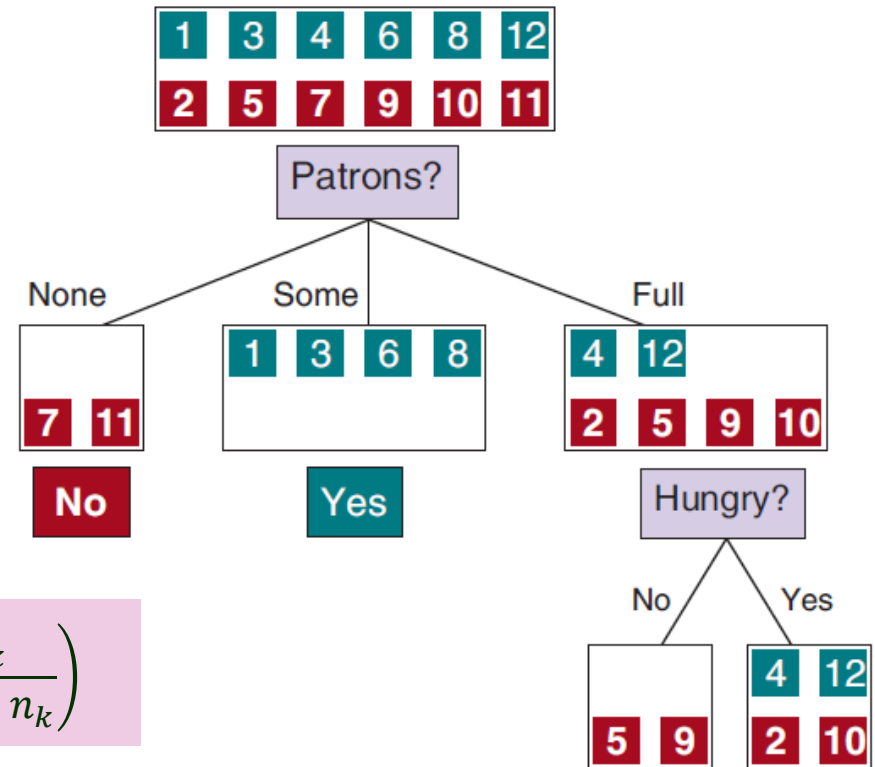 1 3 4 6 8 12
2 5 7 9 10 11
Patrons?
None Some Full
1 3 6 8 4 12
7 11 2 5 9 10
No Yes Hungry?
No Yes
n_k)
4 12
5 9 2 10